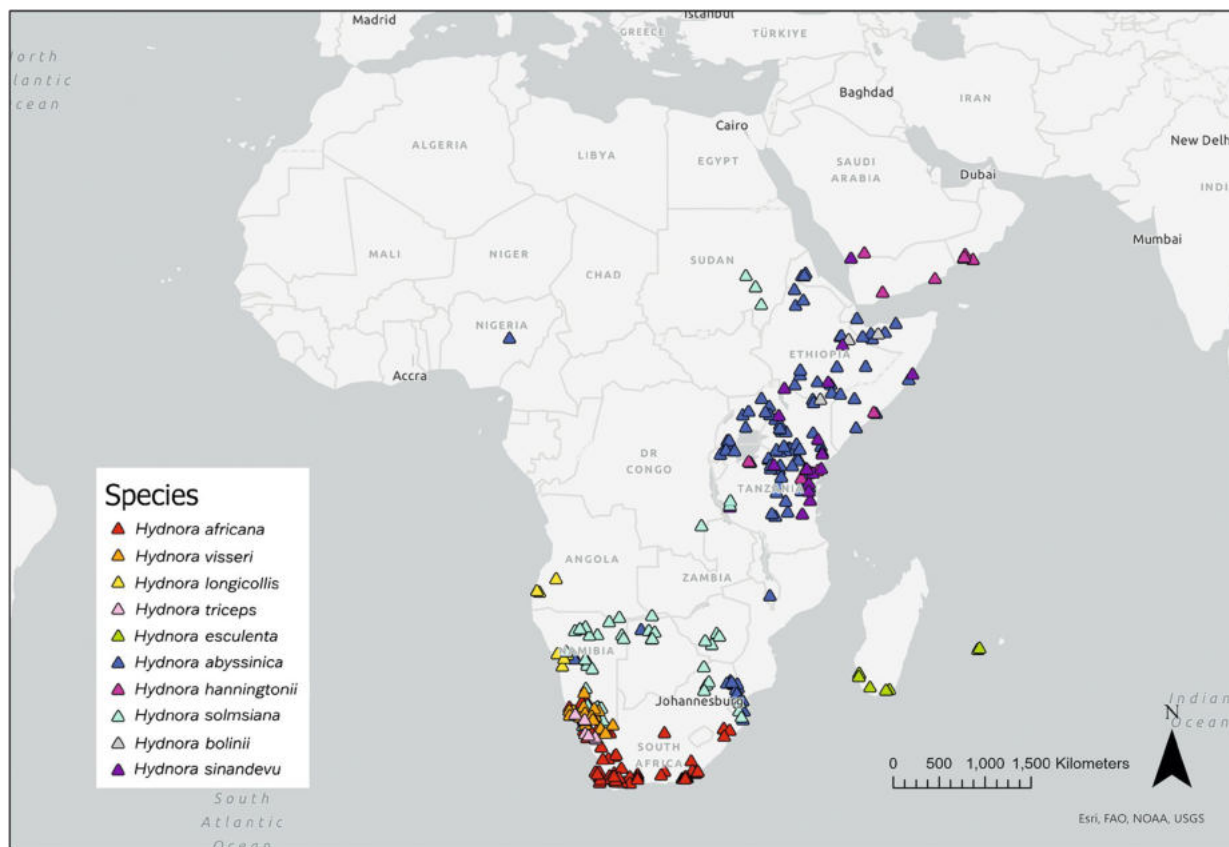 Madrid
Istanbul
GREECE
TÜRKIYE
North
Atlantic
Ocean
Baghdad
IRAN
Cairo
New Delh
ALGERIA
LIBYA
EGYPT
SAUDI
ARABIA
Dubai
INDI
Mumbai
MALI
NIGER
CHAD
SUDAN
NIGERIA
Accra
ETHIOPIA
DR
CONGO
TANZANIA
Species
Hydnora africana
Hydnora visseri
Hydnora longicollis
Hydnora triceps
Hydnora esculenta
Hydnora abyssinica
Hydnora hanningtonii
Hydnora solmsiana
Hydnora bolinii
Hydnora sinandevu
ANGOLA
ZAMBIA
NAMIBIA
Johannesburg
SOUTH
AFRICA
Indian
Ocean
N
0 500 1,000 1,500 Kilometers
South
Atlantic
Ocean
Esri, FAO, NOAA, USGS